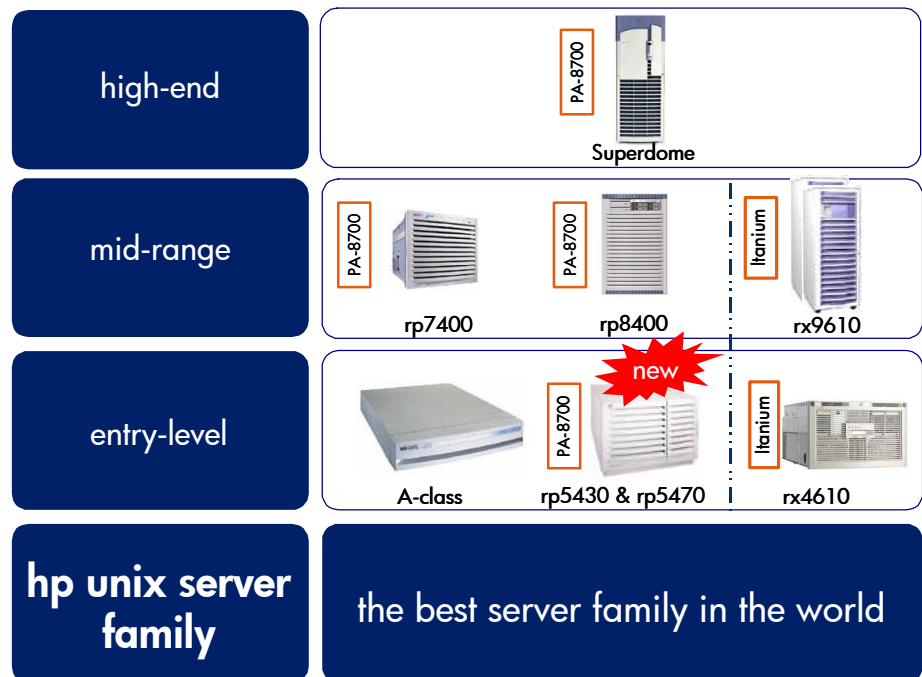 high-end
PA-8700
Superdome
mid-range
PA-8700
rp7400
PA-8700
rp8400
Itanium
rx9610
entry-level
A-class
new
PA-8700
rp5430 & rp5470
Itanium
rx4610
hp unix server
family
the best server family in the world